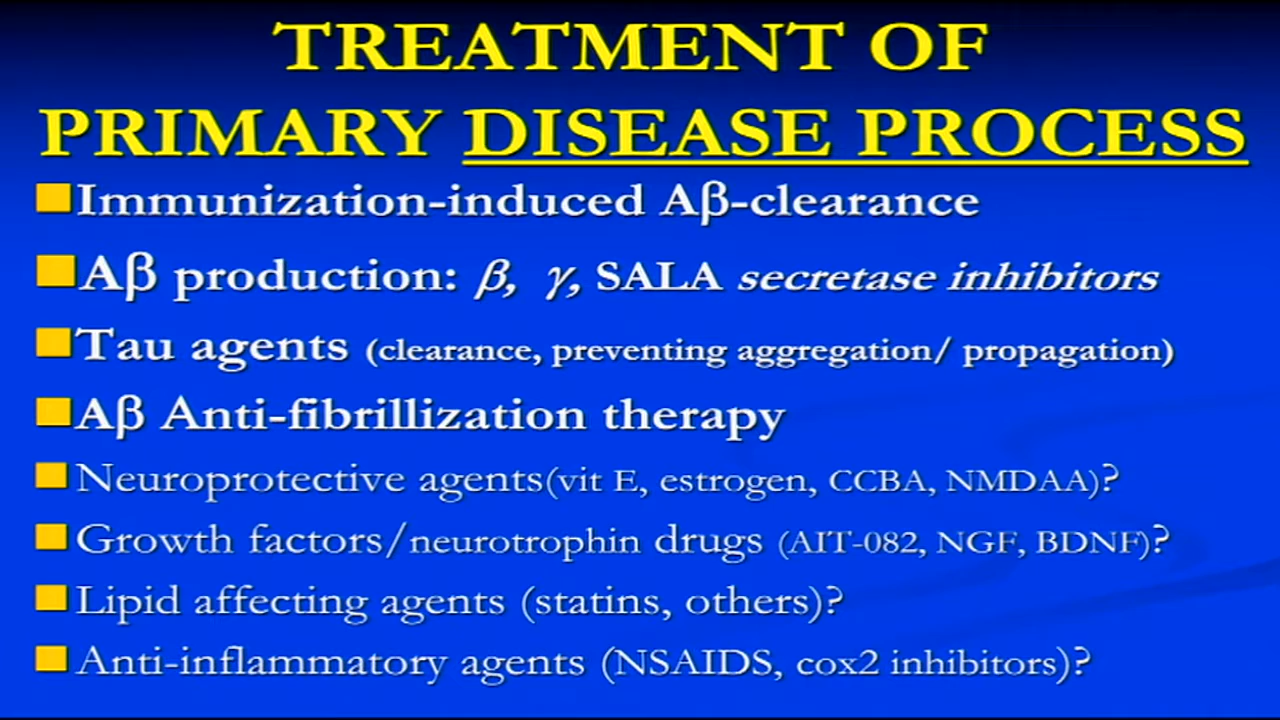 TREATMENT OF
PRIMARY DISEASE PROCESS
Immunization-induced Aβ-clearance
Aβ production: β, γ, SALA secretase inhibitors
Tau agents (clearance, preventing aggregation/ propagation)
Aβ Anti-fibrillization therapy
Neuroprotective agents(vit E, estrogen, CCBA, NMDAA)?
Growth factors/neurotrophin drugs (AIT-082, NGF, BDNF)?
Lipid affecting agents (statins, others)?
Anti-inflammatory agents (NSAIDS, cox2 inhibitors)?